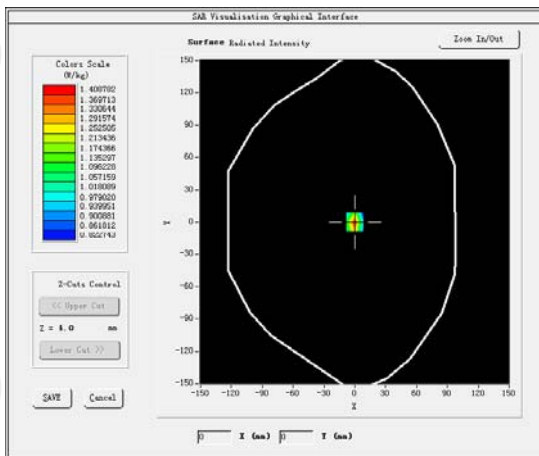 SAR Visualisation Graphical Interface
Surface Radiated Intensity
Zoom In/Out
Colors Scale
(W/kg)
1.408782
1.369713
1.330644
1.291574
1.252505
1.213436
1.174366
1.135297
1.096228
1.057159
1.018089
0.979020
0.939951
0.900881
0.861812
0.822743
Z-Cuts Control
<< Upper Cut
Z = 4.0 mm
Lower Cut >>
SAVE
Cancel
150
120
90
60
30
0
-30
-60
-90
-120
-150
Y
-150 -120 -90 -60 -30 0 30 60 90 120 150
X
0 X (mm) 0 Y (mm)